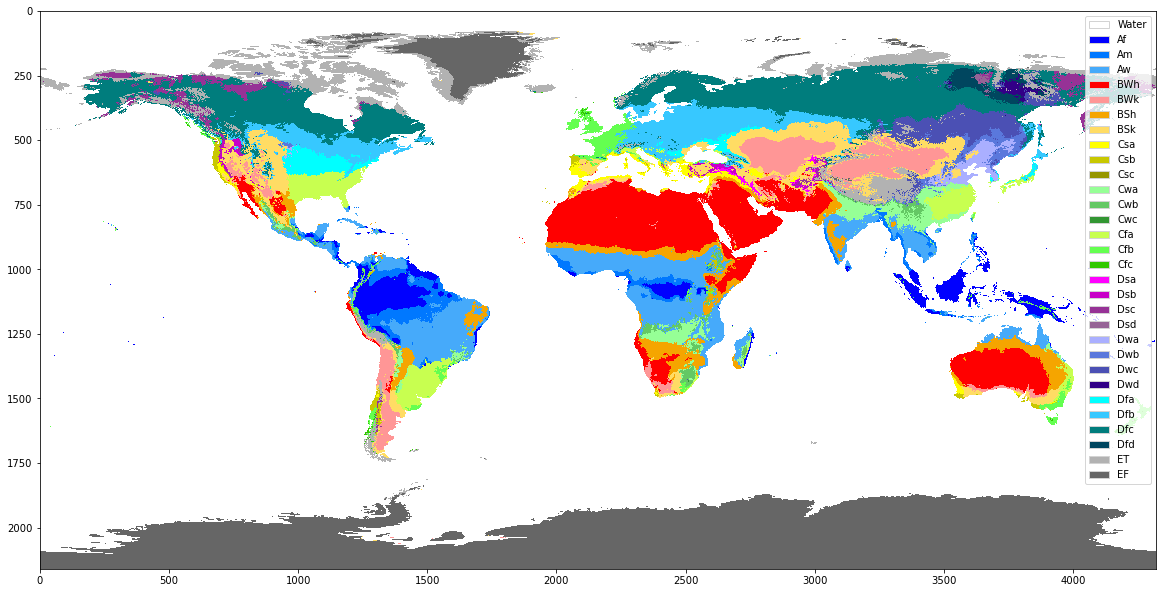 0
250
500
750
1000
1250
1500
1750
2000
0
500
1000
1500
2000
2500
3000
3500
4000
Water
Af
Am
Aw
BWh
BWk
BSh
BSk
Csa
Csb
Csc
Cwa
Cwb
Cwc
Cfa
Cfb
Cfc
Dsa
Dsb
Dsc
Dsd
Dwa
Dwb
Dwc
Dwd
Dfa
Dfb
Dfc
Dfd
ET
EF